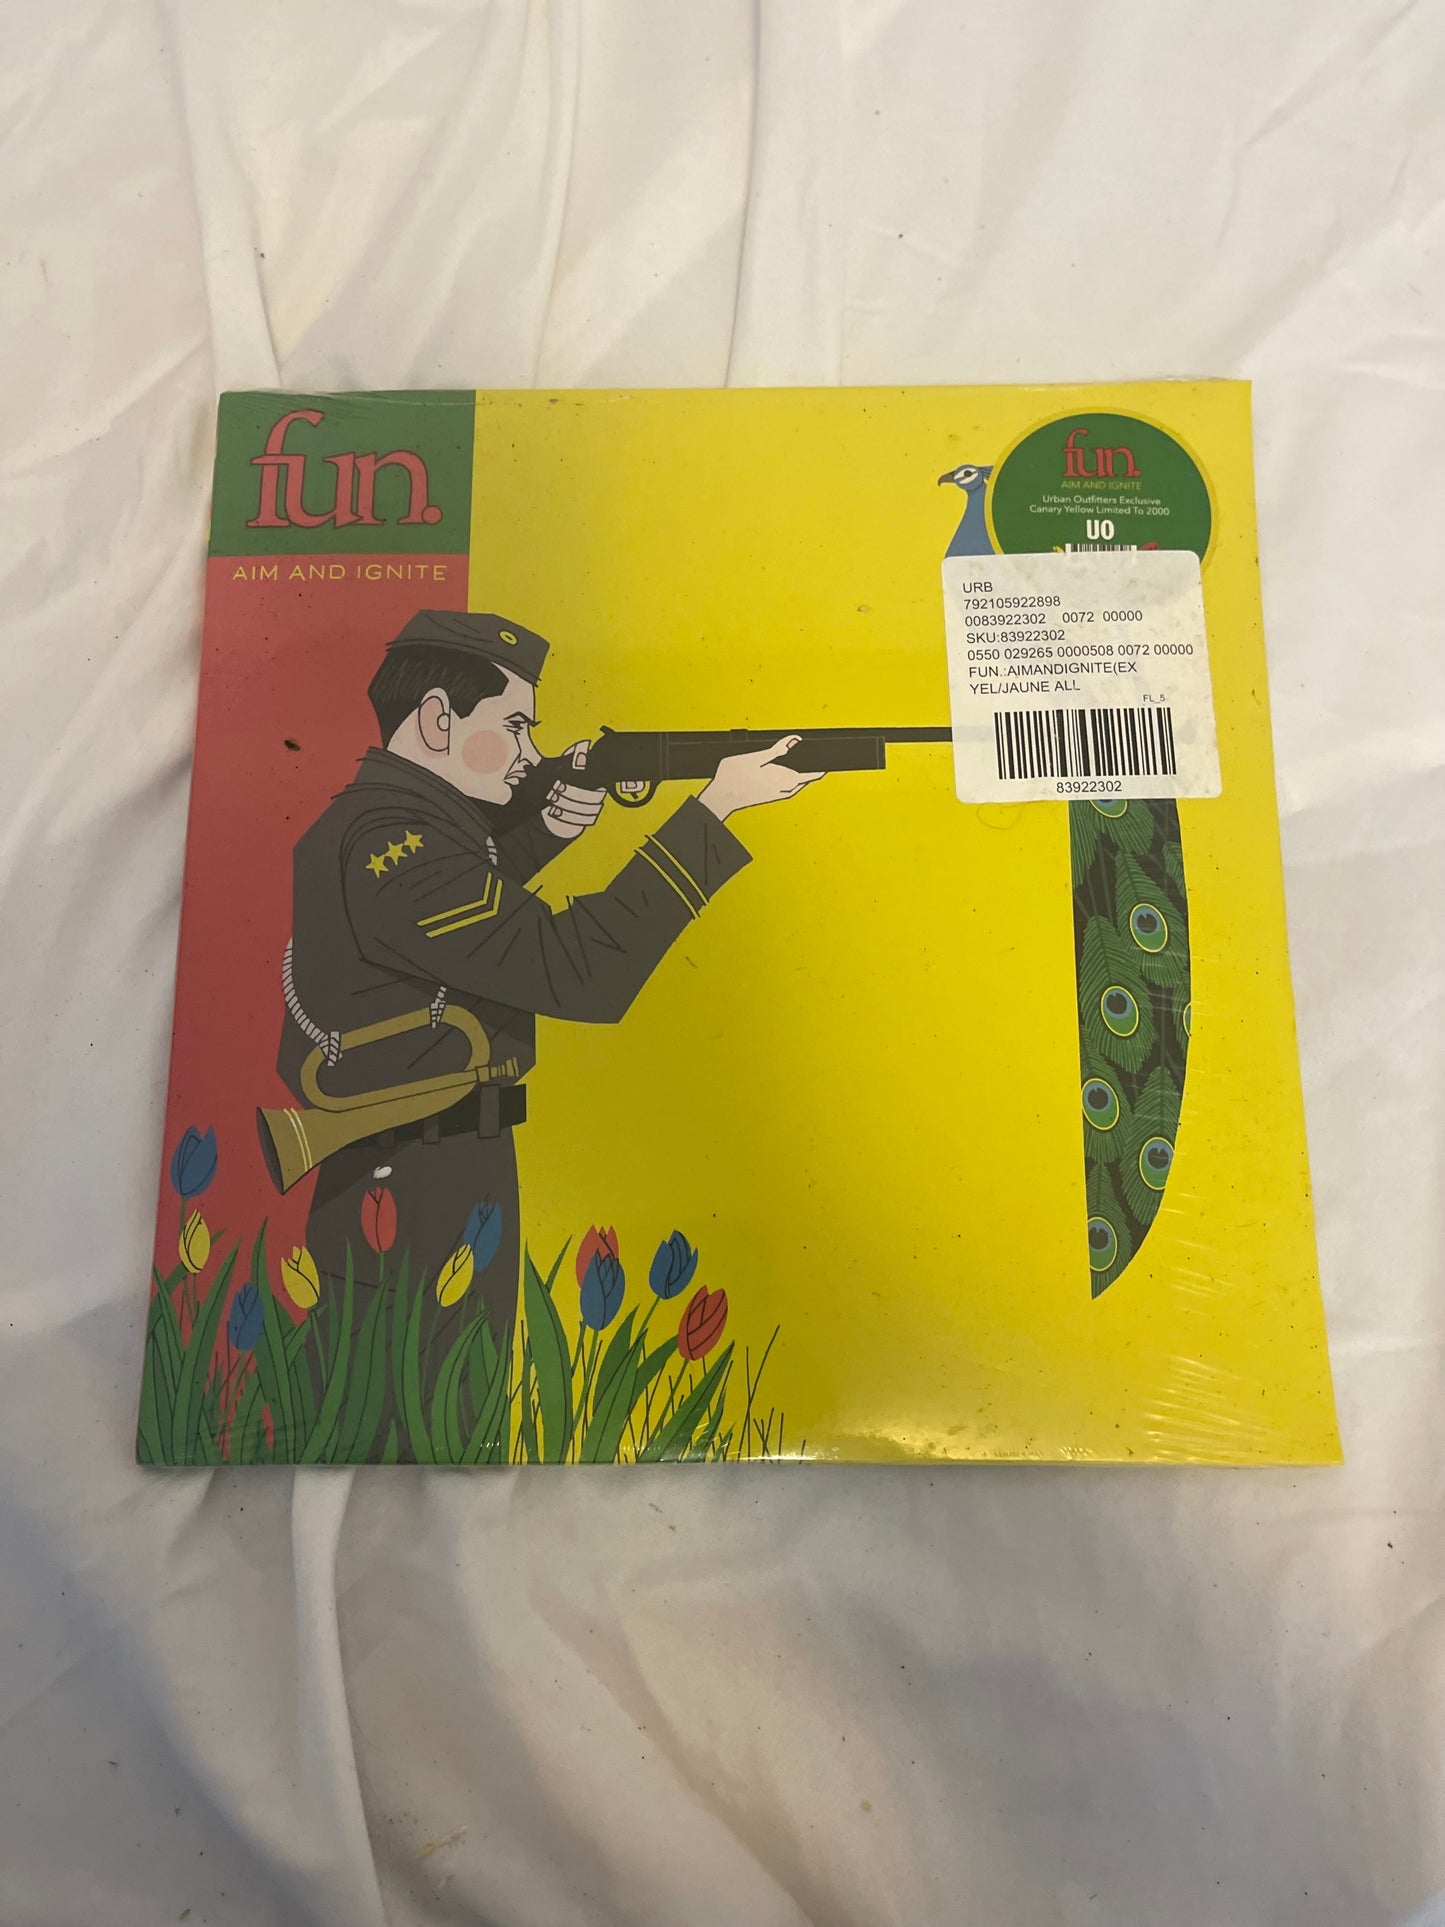 fun.
AIM AND IGNITE
fun.
AIM AND IGNITE
Urban Outfitters Exclusive
Canary Yellow Limited To 2000
UO
URB
792105922898
0083922302 0072 00000
SKU:83922302
0550 029265 0000508 0072 00000
FUN.:AIMANDIGNITE(EX
YEL/JAUNE ALL
FL_5
83922302